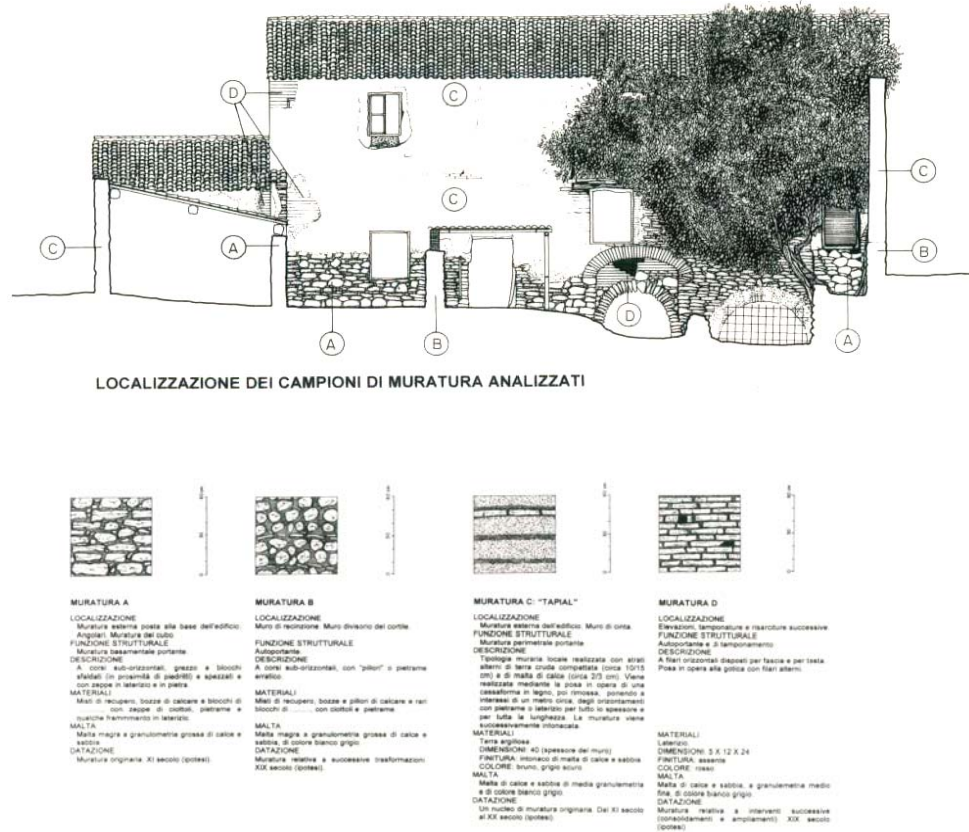 D
C
C
C
C
A
B
D
A
B
A
LOCALIZZAZIONE DEI CAMPIONI DI MURATURA ANALIZZATI
MURATURA A
LOCALIZZAZIONE
Muratura esterna posta alla base dell'edificio.
Angolari. Muratura del cubo.
FUNZIONE STRUTTURALE
Muratura basamentale portante.
DESCRIZIONE
A corsi sub-orizzontali, grezzo e blocchi
sfaldati (in prossimità di piedritti) e spezzati e
con zeppe in laterizio e in pietra.
MATERIALI
Misti di recupero, bozze di calcare e blocchi di
........, con zeppe di ciottoli, pietrame e
qualche frammmento in laterizio.
MALTA
Malta magra a granulometria grossa di calce e
sabbia.
DATAZIONE
Muratura originaria. XI secolo (ipotesi).
MURATURA B
LOCALIZZAZIONE
Muro di recinzione. Muro divisorio del cortile.
FUNZIONE STRUTTURALE
Autoportante.
DESCRIZIONE
A corsi sub-orizzontali, con "pillori" o pietrame
erratico.
MATERIALI
Misti di recupero, bozze e pillori di calcare e rari
blocchi di ........, con ciottoli e pietrame.
MALTA
Malta magra a granulometria grossa di calce e
sabbia, di colore bianco grigio.
DATAZIONE
Muratura relativa a successive trasformazioni
XIX secolo (ipotesi).
MURATURA C: "TAPIAL"
LOCALIZZAZIONE
Muratura esterna dell'edificio. Muro di cinta.
FUNZIONE STRUTTURALE
Muratura perimetrale portante.
DESCRIZIONE
Tipologia muraria locale realizzata con strati
alterni di terra cruda compattata (circa 10/15
cm) e di malta di calce (circa 2/3 cm). Viene
realizzata mediante la posa in opera di una
cassaforma in legno, poi rimossa, ponendo a
interassi di un metro circa, degli orizzontamenti
con pietrame o laterizio per tutto lo spessore e
per tutta la lunghezza. La muratura viene
successivamente intonacata.
MATERIALI
Terra argillosa.
DIMENSIONI: 40 (spessore del muro)
FINITURA: intonaco di malta di calce e sabbia
COLORE: bruno, grigio scuro
MALTA
Malta di calce e sabbia di media granulometria
e di colore bianco grigio.
DATAZIONE
Un nucleo di muratura originaria. Dal XI secolo
al XX secolo (ipotesi).
MURATURA D
LOCALIZZAZIONE
Elevazioni, tamponature e risarciture successive.
FUNZIONE STRUTTURALE
Autoportante e di tamponamento.
DESCRIZIONE
A filari orizzontali disposti per fascia e per testa.
Posa in opera alla gotica con filari alterni.
MATERIALI
Laterizio.
DIMENSIONI: 5 X 12 X 24
FINITURA: assente
COLORE: rosso
MALTA
Malta di calce e sabbia, a granulometria medio
fine, di colore bianco grigio.
DATAZIONE
Muratura relativa a interventi successive
(consolidamenti e ampliamenti). XIX secolo
(ipotesi).